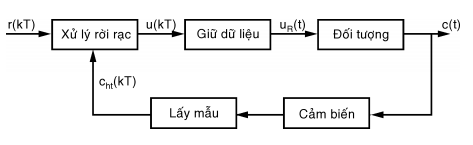 r(kT)
Xử lý rời rạc
u(kT)
Giữ dữ liệu
u_R(t)
Đối tượng
c(t)
c_ht(kT)
Lấy mẫu
Cảm biến